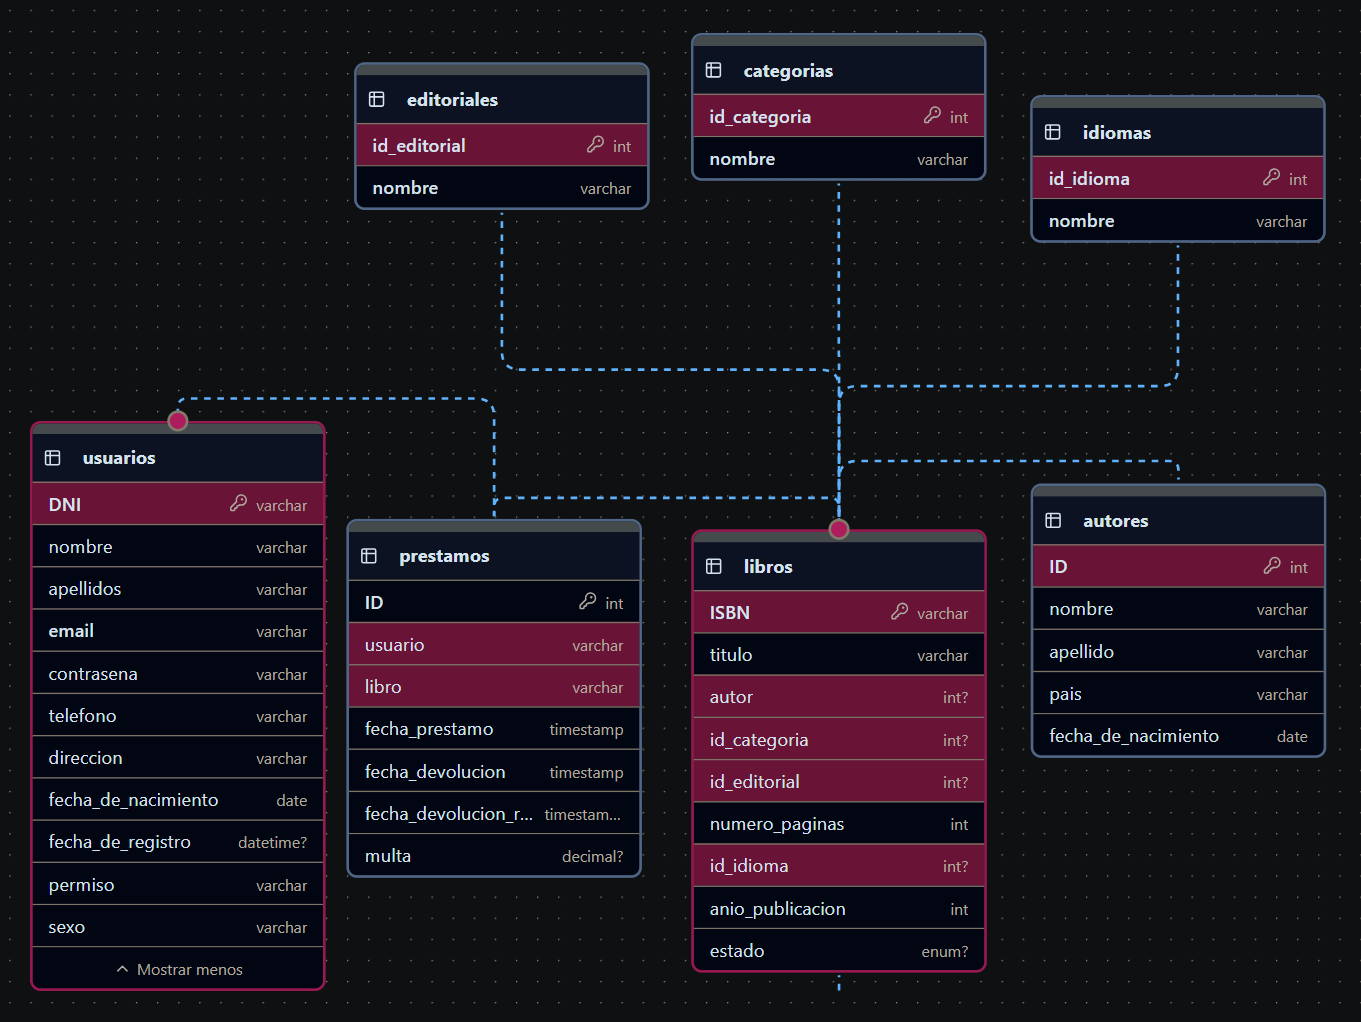 editoriales
id_editorial int
nombre varchar
categorias
id_categoria int
nombre varchar
idiomas
id_idioma int
nombre varchar
usuarios
DNI varchar
nombre varchar
apellidos varchar
email varchar
contrasena varchar
telefono varchar
direccion varchar
fecha_de_nacimiento date
fecha_de_registro datetime?
permiso varchar
sexo varchar
Mostrar menos
prestamos
ID int
usuario varchar
libro varchar
fecha_prestamo timestamp
fecha_devolucion timestamp
fecha_devolucion_r... timestam...
multa decimal?
libros
ISBN varchar
titulo varchar
autor int?
id_categoria int?
id_editorial int?
numero_paginas int
id_idioma int?
anio_publicacion int
estado enum?
autores
ID int
nombre varchar
apellido varchar
pais varchar
fecha_de_nacimiento date